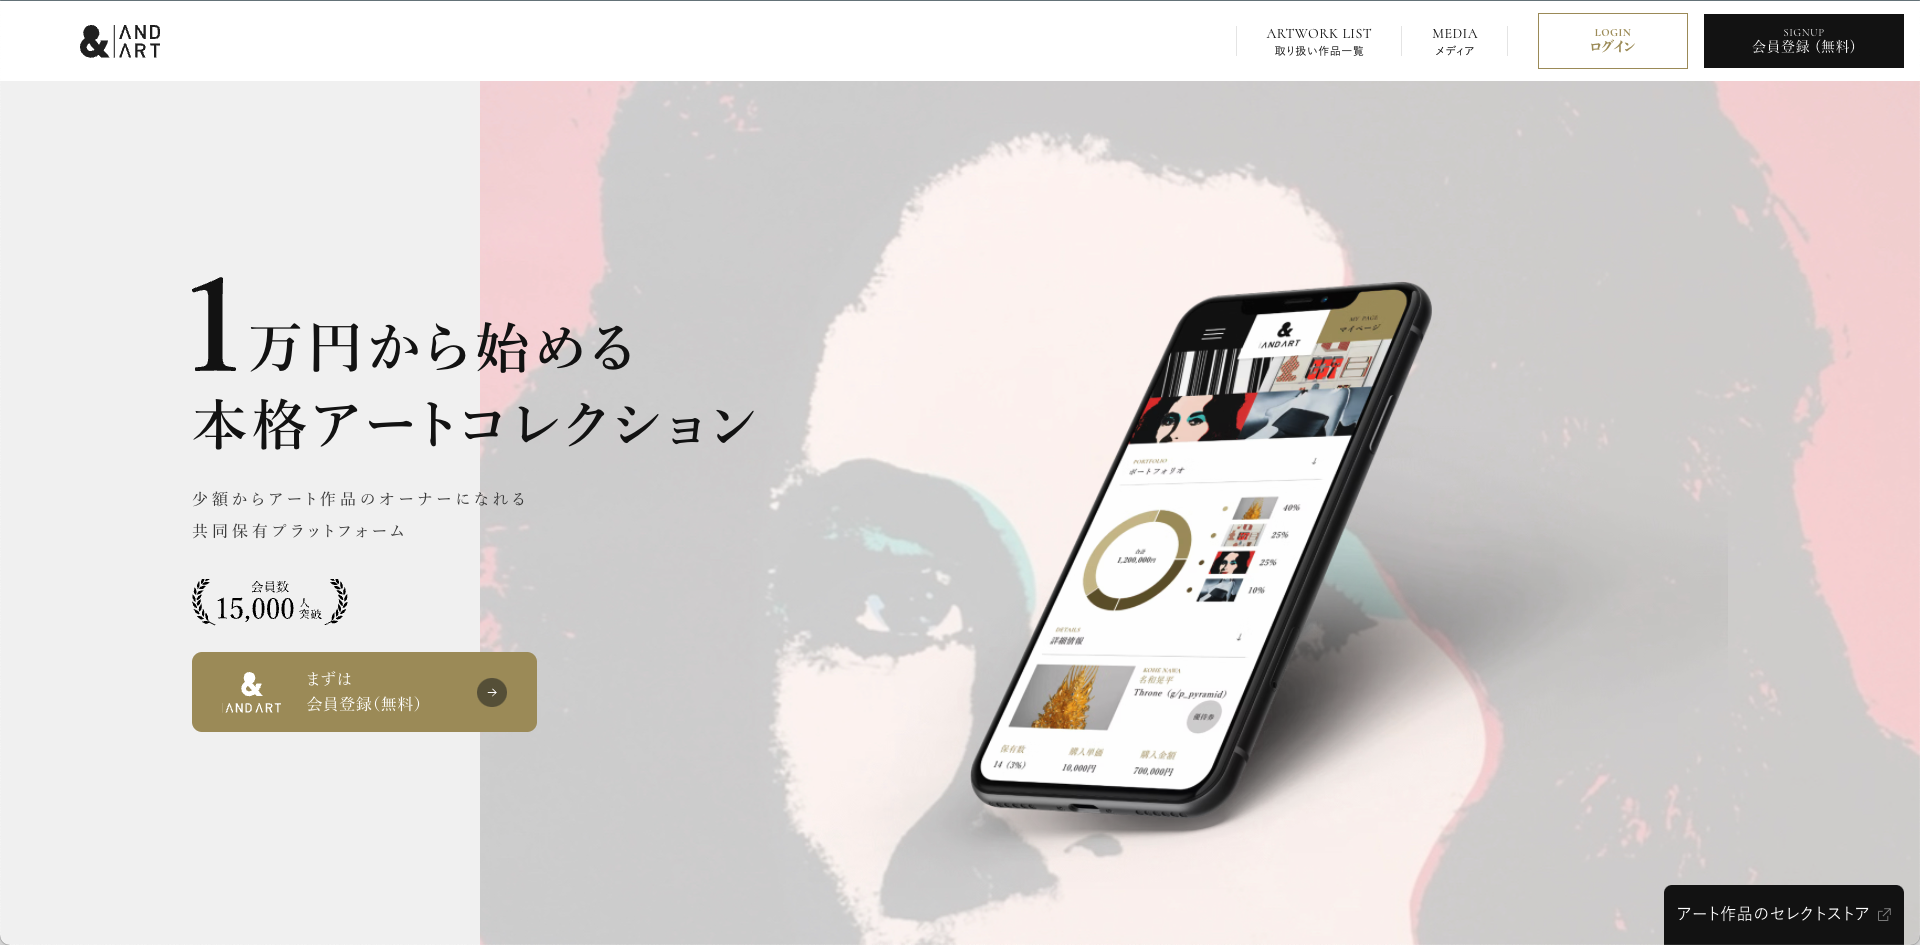 & AND
ART
ARTWORK LIST
取り扱い作品一覧
MEDIA
メディア
LOGIN
ログイン
SIGNUP
会員登録（無料）
1万円から始める
本格アートコレクション
少額からアート作品のオーナーになれる
共同保有プラットフォーム
会員数
15,000人突破
&
ANDART
まずは
会員登録（無料）
MY PAGE
マイページ
&
ANDART
PORTFOLIO
ポートフォリオ
合計
1,200,000円
40%
25%
25%
10%
DETAILS
詳細情報
KOHEI NAWA
名和晃平
Throne（g/p_pyramid）
優待券
保有数
14（3%）
購入単価
10,000円
購入金額
700,000円
アート作品のセレクトストア